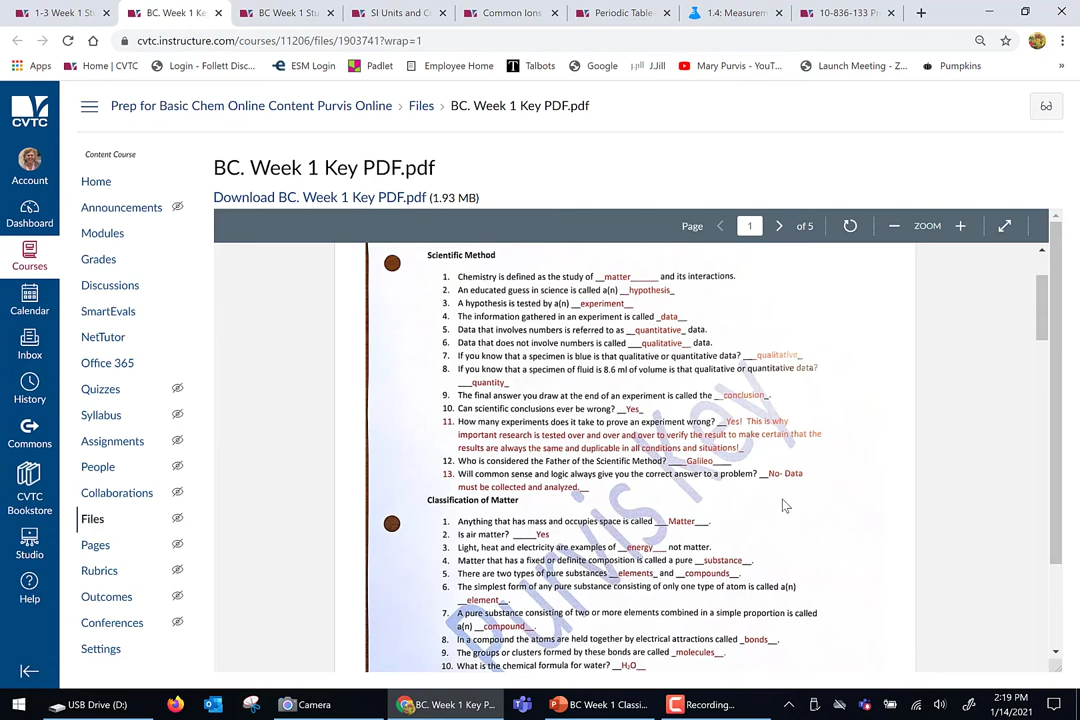 1-3 Week 1 St
BC. Week 1 Ke
BC Week 1 Stu
SI Units and C
Common Ions
Periodic Table-
1.4: Measurem
10-836-133 Pr
cvtc.instructure.com/courses/11206/files/1903741?wrap=1
Apps
Home | CVTC
Login - Follett Disc...
ESM Login
Padlet
Employee Home
Talbots
Google
J.Jill
Mary Purvis - YouT...
Launch Meeting - Z...
Pumpkins
CVTC
Prep for Basic Chem Online Content Purvis Online > Files > BC. Week 1 Key PDF.pdf
Account
Dashboard
Courses
Calendar
Inbox
History
Commons
CVTC
Bookstore
Studio
Help
Content Course
Home
Announcements
Modules
Grades
Discussions
SmartEvals
NetTutor
Office 365
Quizzes
Syllabus
Assignments
People
Collaborations
Files
Pages
Rubrics
Outcomes
Conferences
Settings
BC. Week 1 Key PDF.pdf
Download BC. Week 1 Key PDF.pdf (1.93 MB)
Page 1 of 5 ZOOM
Scientific Method
1. Chemistry is defined as the study of __matter______ and its interactions.
2. An educated guess in science is called a(n) __hypothesis_
3. A hypothesis is tested by a(n) __experiment__
4. The information gathered in an experiment is called _data__
5. Data that involves numbers is referred to as __quantitative_ data.
6. Data that does not involve numbers is called ___qualitative__ data.
7. If you know that a specimen is blue is that qualitative or quantitative data? ___qualitative_
8. If you know that a specimen of fluid is 8.6 ml of volume is that qualitative or quantitative data?
___quantity_
9. The final answer you draw at the end of an experiment is called the __conclusion_.
10. Can scientific conclusions ever be wrong? __Yes_
11. How many experiments does it take to prove an experiment wrong? __Yes! This is why
important research is tested over and over and over to verify the result to make certain that the
results are always the same and duplicable in all conditions and situations!_
12. Who is considered the Father of the Scientific Method? ____Galileo____
13. Will common sense and logic always give you the correct answer to a problem? __No- Data
must be collected and analyzed.__
Classification of Matter
1. Anything that has mass and occupies space is called ___Matter___.
2. Is air matter? _____Yes
3. Light, heat and electricity are examples of __energy___ not matter.
4. Matter that has a fixed or definite composition is called a pure __substance__.
5. There are two types of pure substances __elements_ and __compounds_.
6. The simplest form of any pure substance consisting of only one type of atom is called a(n)
__element__.
7. A pure substance consisting of two or more elements combined in a simple proportion is called
a(n) __compound__.
8. In a compound the atoms are held together by electrical attractions called _bonds__.
9. The groups or clusters formed by these bonds are called _molecules__.
10. What is the chemical formula for water? __H₂O__
Purvis Key
USB Drive (D:)
Camera
BC. Week 1 Key P...
BC Week 1 Classi...
Recording...
2:19 PM
1/14/2021